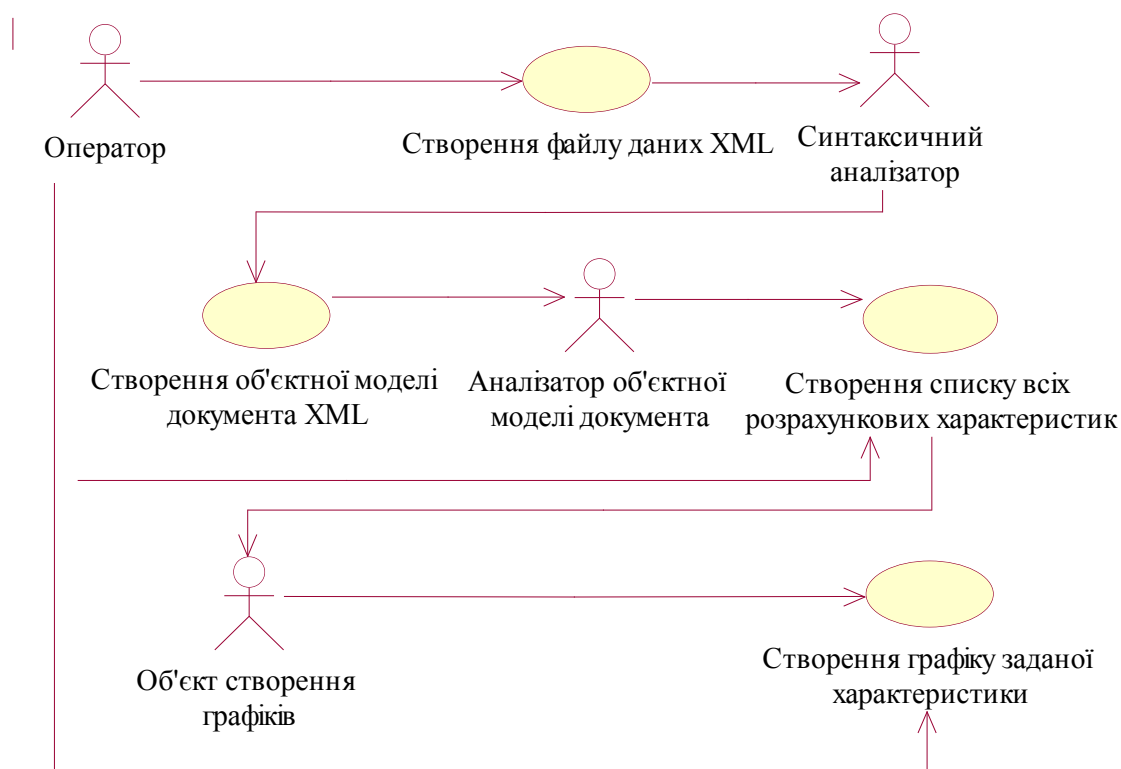 Оператор
Створення файлу даних XML
Синтаксичний
аналізатор
Створення об'єктної моделі
документа XML
Аналізатор об'єктної
моделі документа
Створення списку всіх
розрахункових характеристик
Об'єкт створення
графіків
Створення графіку заданої
характеристики